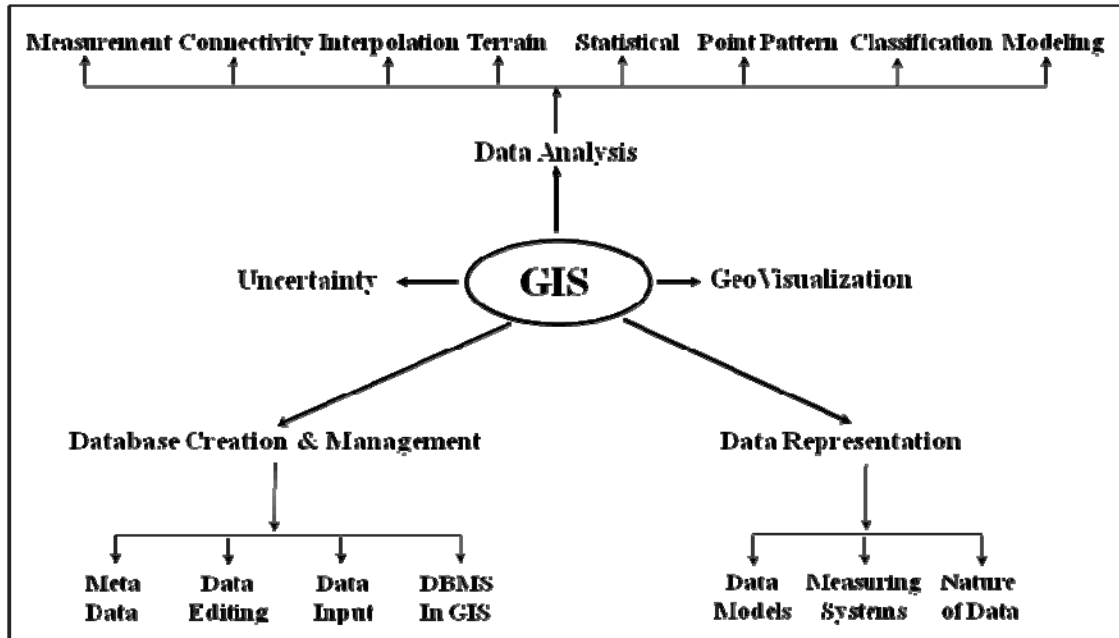 Measurement Connectivity Interpolation Terrain Statistical Point Pattern Classification Modeling
Data Analysis
Uncertainty
GIS
GeoVisualization
Database Creation & Management
Data Representation
Meta
Data
Data
Editing
Data
Input
DBMS
In GIS
Data
Models
Measuring
Systems
Nature
of Data